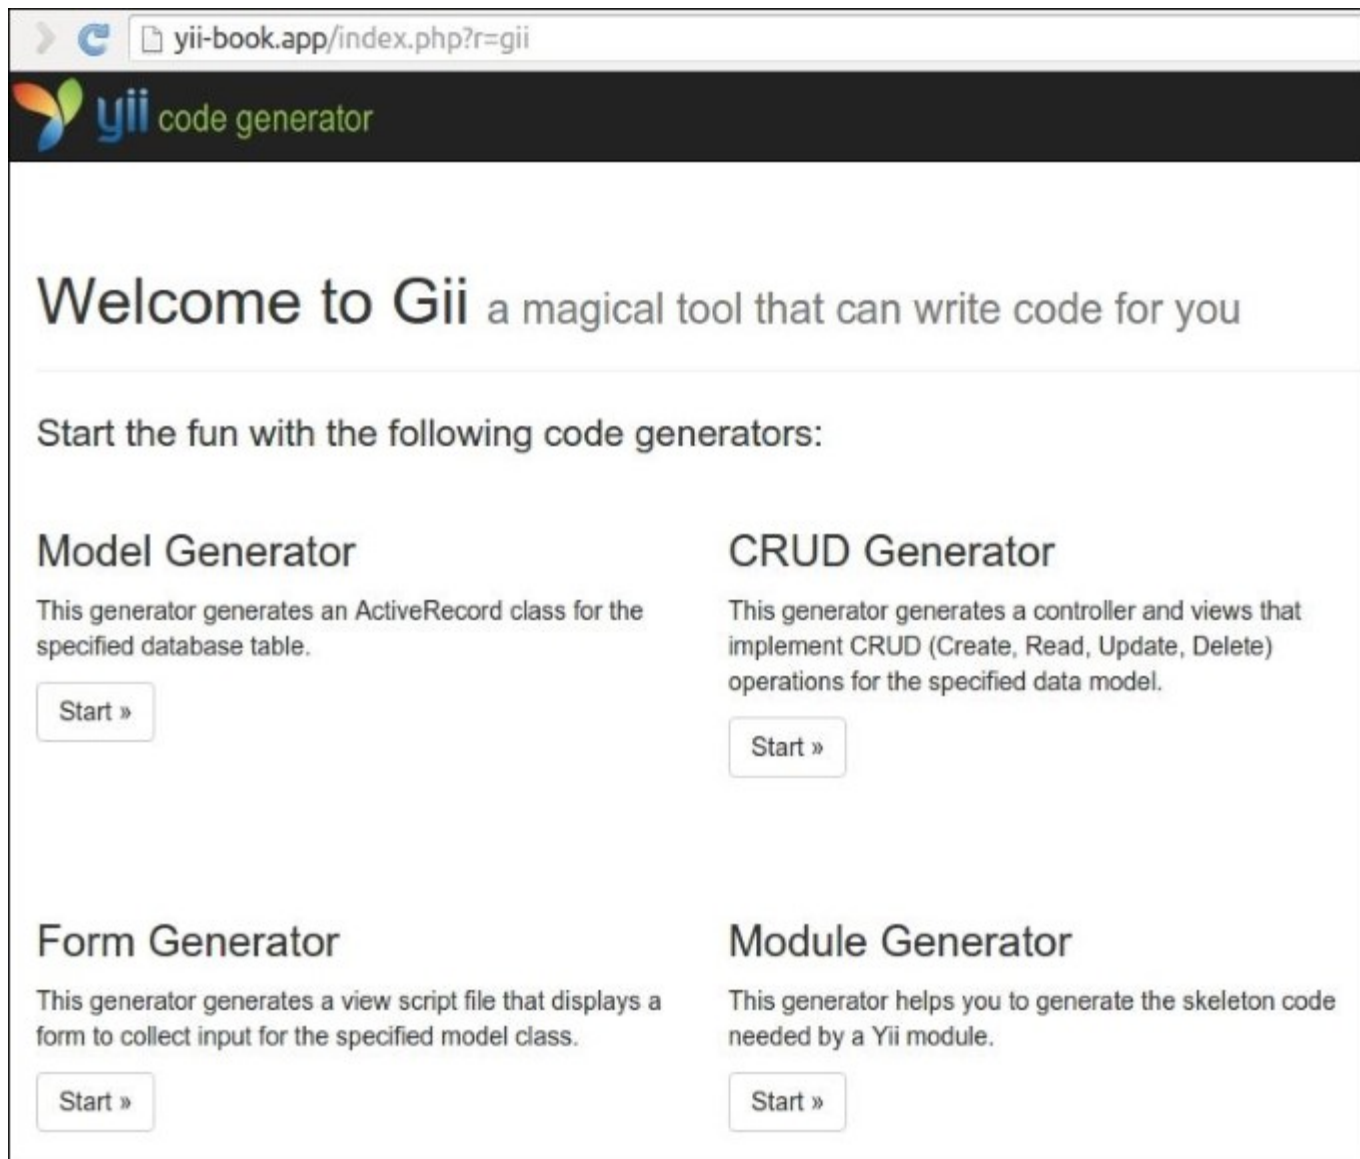 yii-book.app/index.php?r=gii
yii code generator
Welcome to Gii a magical tool that can write code for you
Start the fun with the following code generators:
Model Generator
This generator generates an ActiveRecord class for the
specified database table.
Start »
CRUD Generator
This generator generates a controller and views that
implement CRUD (Create, Read, Update, Delete)
operations for the specified data model.
Start »
Form Generator
This generator generates a view script file that displays a
form to collect input for the specified model class.
Start »
Module Generator
This generator helps you to generate the skeleton code
needed by a Yii module.
Start »